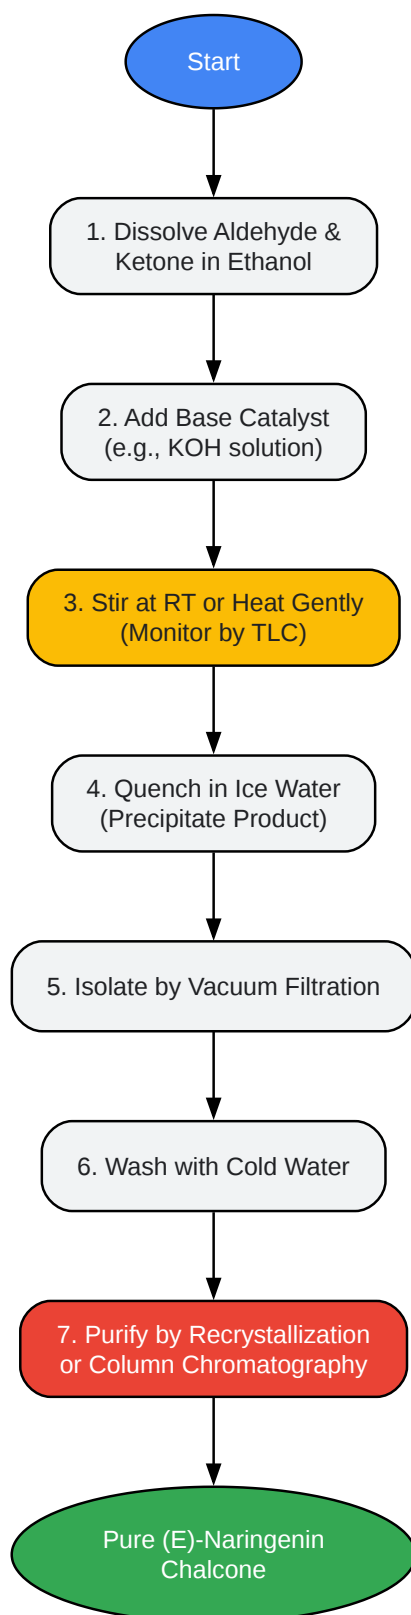 Start
1. Dissolve Aldehyde &
Ketone in Ethanol
2. Add Base Catalyst
(e.g., KOH solution)
3. Stir at RT or Heat Gently
(Monitor by TLC)
4. Quench in Ice Water
(Precipitate Product)
5. Isolate by Vacuum Filtration
6. Wash with Cold Water
7. Purify by Recrystallization
or Column Chromatography
Pure (E)-Naringenin
Chalcone